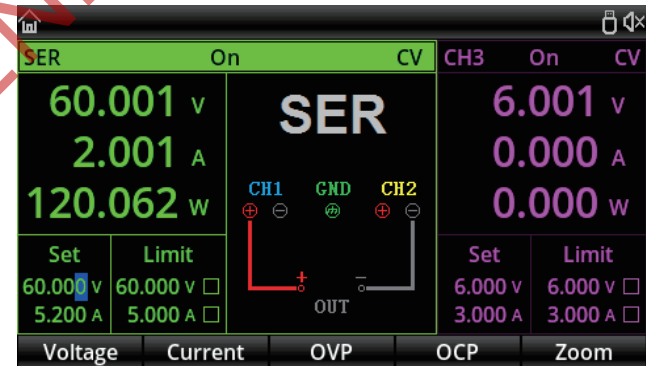 SER On CV
60.001 V
2.001 A
120.062 W
Set Limit
60.000 V 60.000 V
5.200 A 5.000 A
SER
CH1 GND CH2
+ −
OUT
CH3 On CV
6.001 V
0.000 A
0.000 W
Set Limit
6.000 V 6.000 V
3.000 A 3.000 A
Voltage Current OVP OCP Zoom